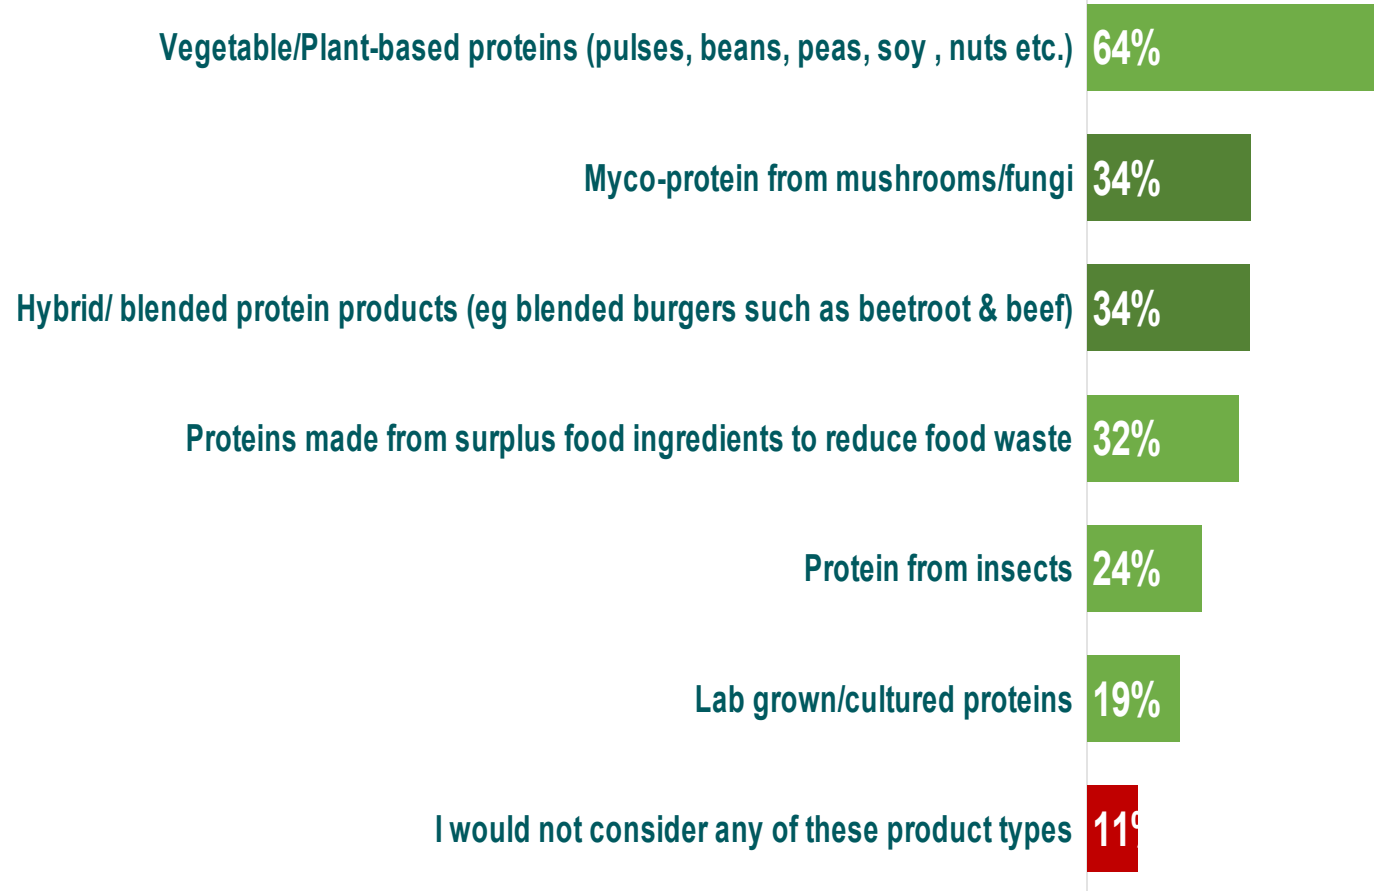 Vegetable/Plant-based proteins (pulses, beans, peas, soy , nuts etc.) 64%
Myco-protein from mushrooms/fungi 34%
Hybrid/ blended protein products (eg blended burgers such as beetroot & beef) 34%
Proteins made from surplus food ingredients to reduce food waste 32%
Protein from insects 24%
Lab grown/cultured proteins 19%
I would not consider any of these product types 11%